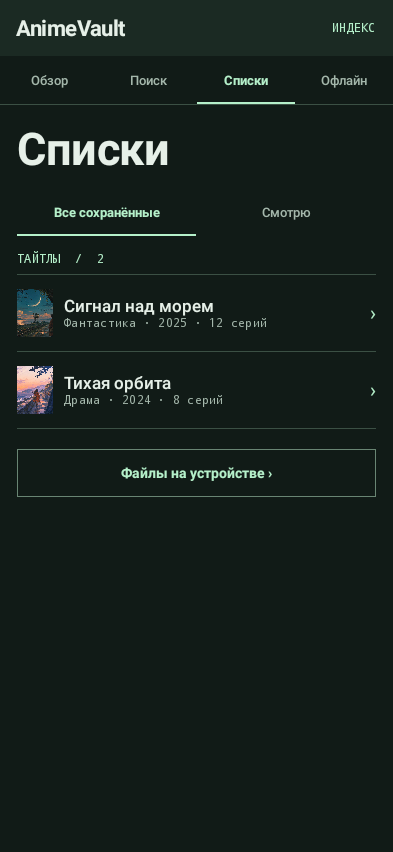 AnimeVault
ИНДЕКС
Обзор
Поиск
Списки
Офлайн
Списки
Все сохранённые
Смотрю
ТАЙТЛЫ / 2
Сигнал над морем
Фантастика · 2025 · 12 серий
›
Тихая орбита
Драма · 2024 · 8 серий
›
Файлы на устройстве ›